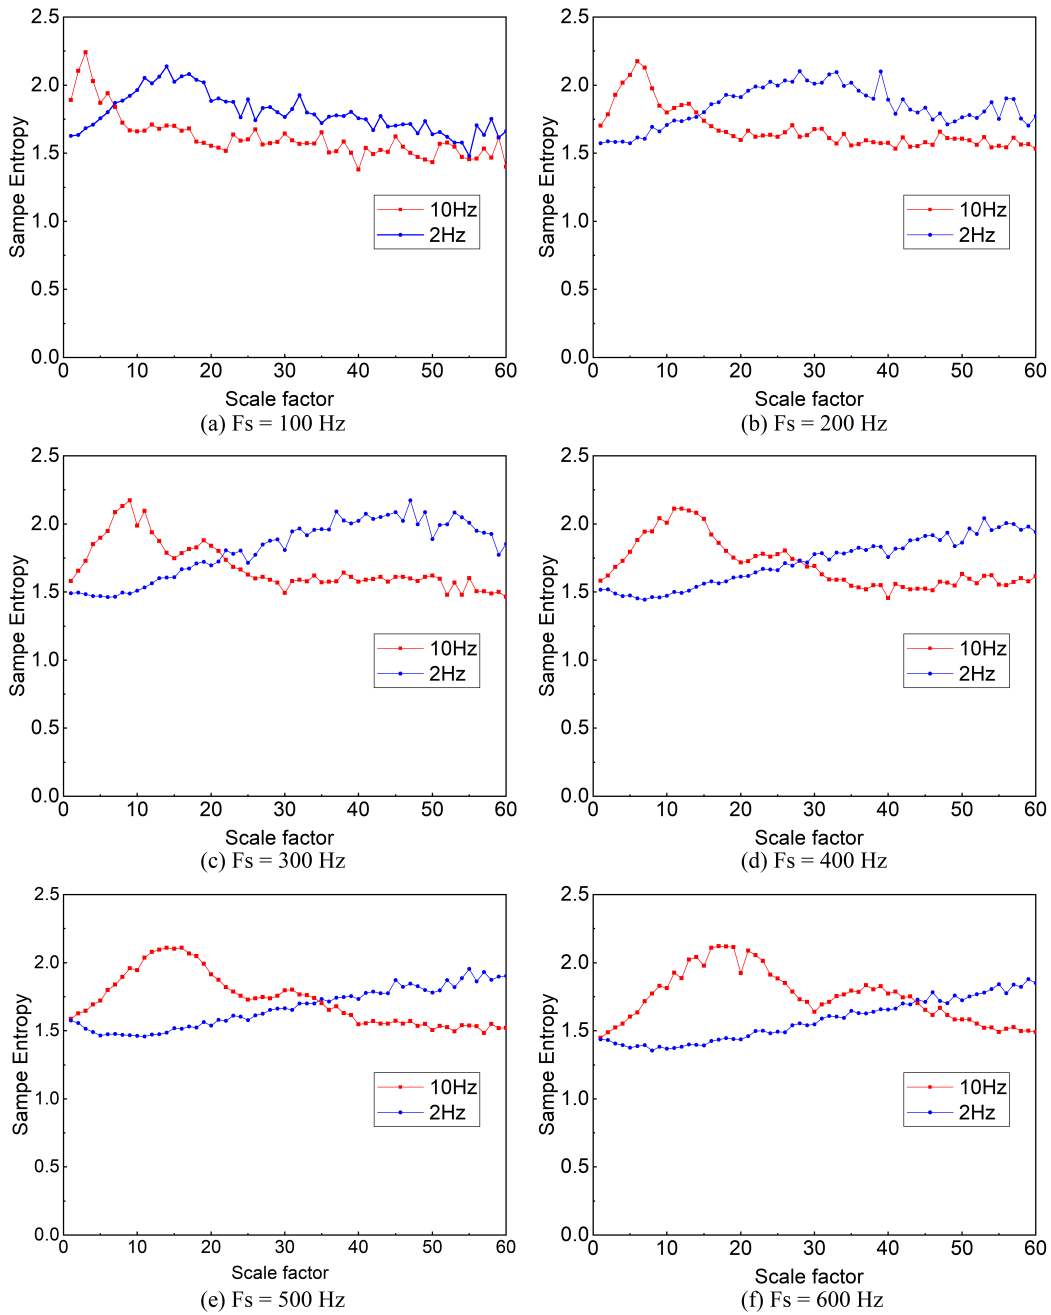 2.5 2.5
2.0 2.0
1.5 1.5
1.0 1.0
0.5 0.5
0.0 0.0
Sampe Entropy Sampe Entropy
10Hz 10Hz
2Hz 2Hz
0 10 20 30 40 50 60 0 10 20 30 40 50 60
Scale factor Scale factor
(a) Fs = 100 Hz (b) Fs = 200 Hz
2.5 2.5
2.0 2.0
1.5 1.5
1.0 1.0
0.5 0.5
0.0 0.0
Sampe Entropy Sampe Entropy
10Hz 10Hz
2Hz 2Hz
0 10 20 30 40 50 60 0 10 20 30 40 50 60
Scale factor Scale factor
(c) Fs = 300 Hz (d) Fs = 400 Hz
2.5 2.5
2.0 2.0
1.5 1.5
1.0 1.0
0.5 0.5
0.0 0.0
Sampe Entropy Sampe Entropy
10Hz 10Hz
2Hz 2Hz
0 10 20 30 40 50 60 0 10 20 30 40 50 60
Scale factor Scale factor
(e) Fs = 500 Hz (f) Fs = 600 Hz